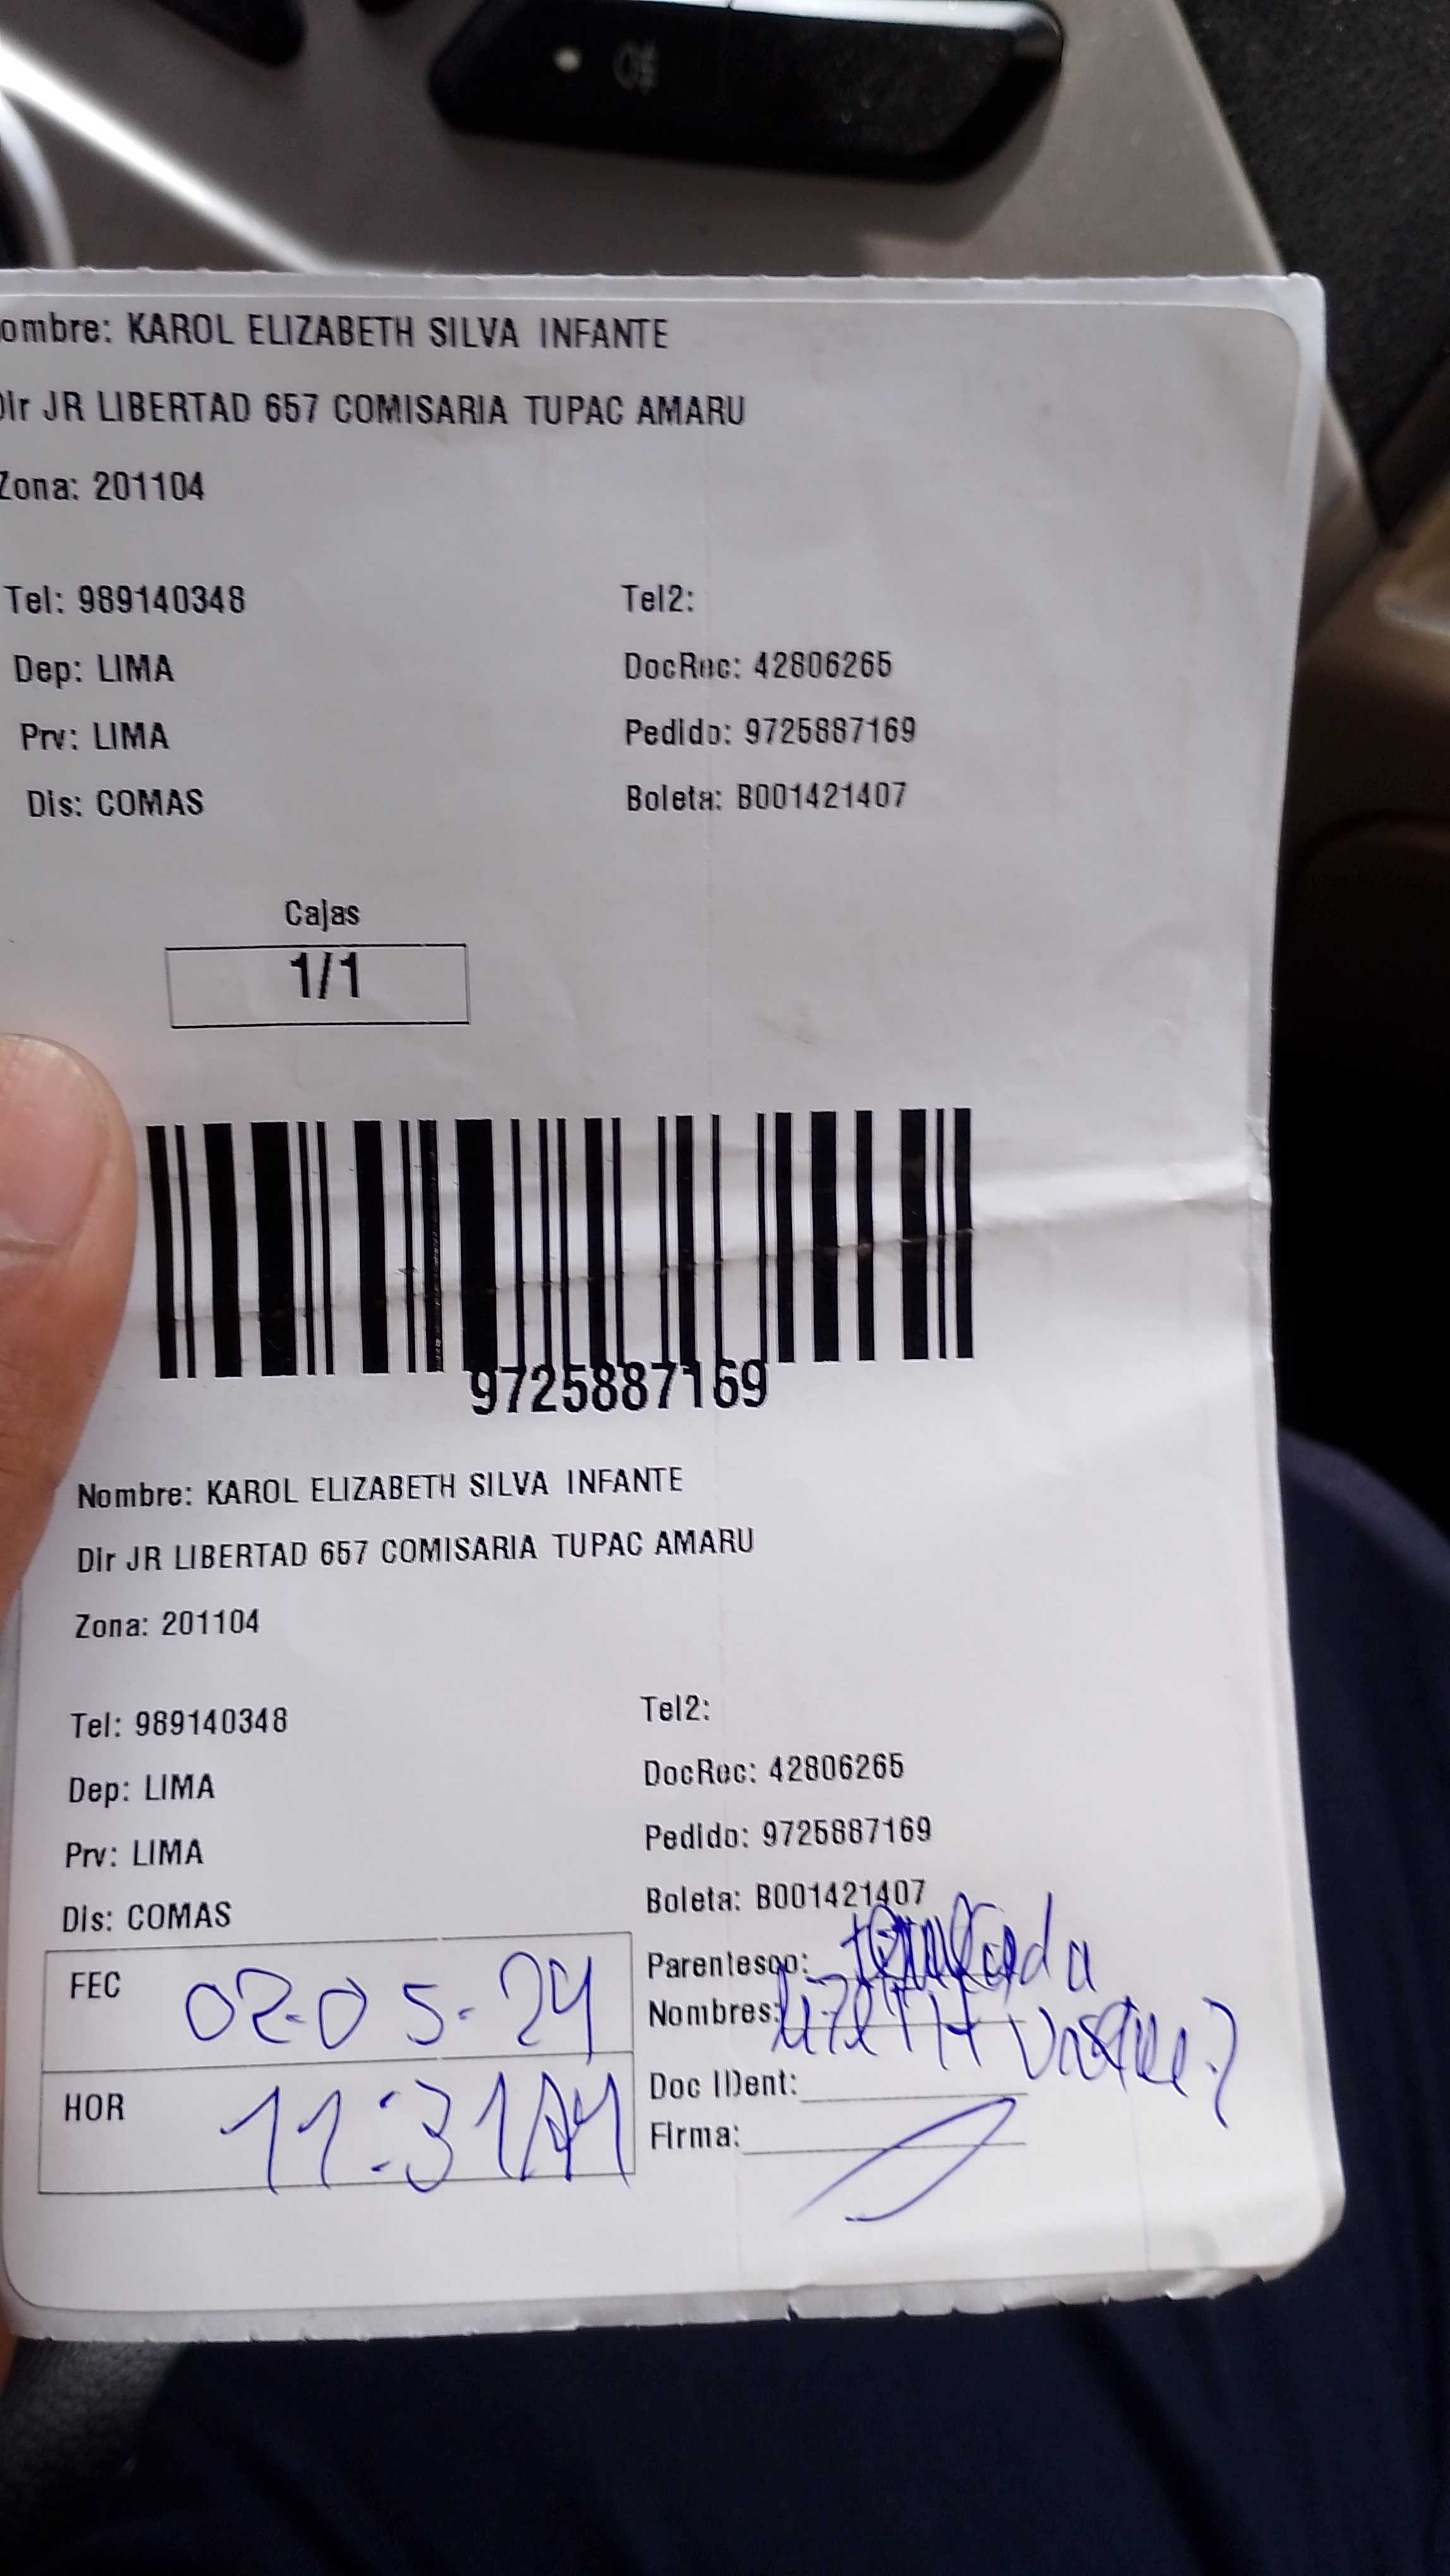 ombre: KAROL ELIZABETH SILVA INFANTE
Dir JR LIBERTAD 657 COMISARIA TUPAC AMARU
Zona: 201104
Tel: 989140348 Tel2:
Dep: LIMA DocRec: 42806265
Prv: LIMA Pedido: 9725887169
Dis: COMAS Boleta: B001421407
Cajas
1/1
9725887169
Nombre: KAROL ELIZABETH SILVA INFANTE
Dir JR LIBERTAD 657 COMISARIA TUPAC AMARU
Zona: 201104
Tel: 989140348 Tel2:
Dep: LIMA DocRec: 42806265
Prv: LIMA Pedido: 9725887169
Dis: COMAS Boleta: B001421407
FEC 02-05-24 Parentesco:
Nombres: Vasquez
HOR 11:31AM Doc IDent:
Firma: